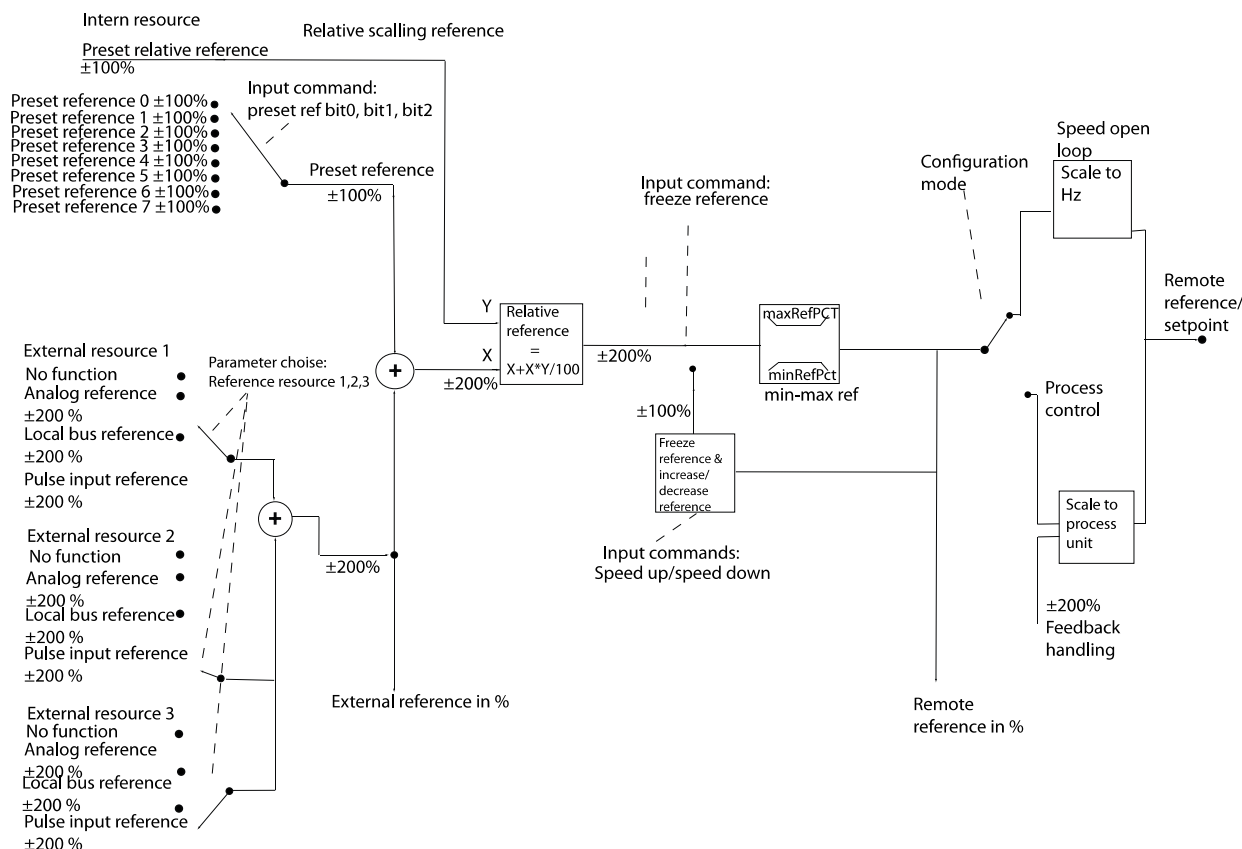 Intern resource
Relative scalling reference
Preset relative reference
±100%
Input command:
preset ref bit0, bit1, bit2
Preset reference 0 ±100%
Preset reference 1 ±100%
Preset reference 2 ±100%
Preset reference 3 ±100%
Preset reference 4 ±100%
Preset reference 5 ±100%
Preset reference 6 ±100%
Preset reference 7 ±100%
Preset reference
±100%
Input command:
freeze reference
Configuration
mode
Speed open
loop
Scale to
Hz
Remote
reference/
setpoint
Y
X
±200%
Relative
reference
=
X+X*Y/100
±200%
maxRefPCT
minRefPct
min-max ref
±100%
Freeze
reference &
increase/
decrease
reference
Input commands:
Speed up/speed down
Process
control
Scale to
process
unit
±200%
Feedback
handling
Remote
reference in %
External resource 1
Parameter choise:
Reference resource 1,2,3
No function
Analog reference
±200 %
Local bus reference
±200 %
Pulse input reference
±200 %
External resource 2
No function
Analog reference
±200 %
Local bus reference
±200 %
Pulse input reference
±200 %
±200%
External reference in %
External resource 3
No function
Analog reference
±200 %
Local bus reference
±200 %
Pulse input reference
±200 %
+
+